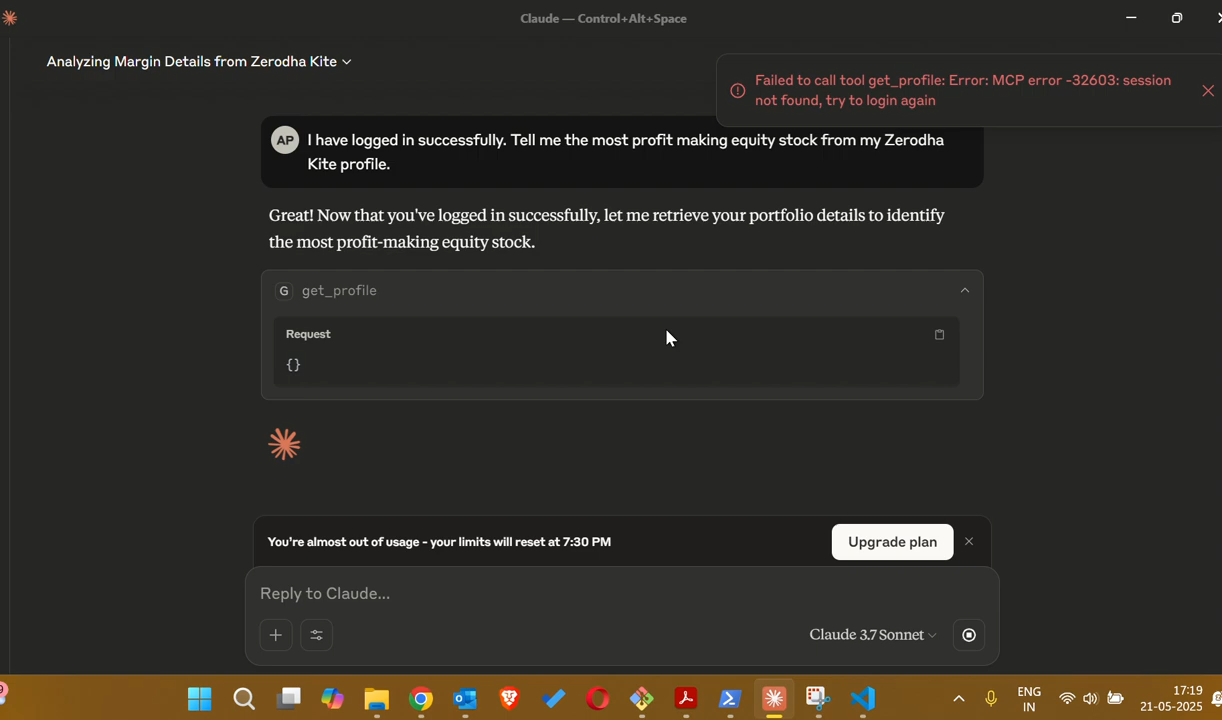 Claude — Control+Alt+Space
Analyzing Margin Details from Zerodha Kite
Failed to call tool get_profile: Error: MCP error -32603: session
not found, try to login again
AP
I have logged in successfully. Tell me the most profit making equity stock from my Zerodha
Kite profile.
Great! Now that you've logged in successfully, let me retrieve your portfolio details to identify
the most profit-making equity stock.
G get_profile
Request
{}
You're almost out of usage - your limits will reset at 7:30 PM
Upgrade plan
Reply to Claude...
Claude 3.7 Sonnet
ENG
IN
17:19
21-05-2025